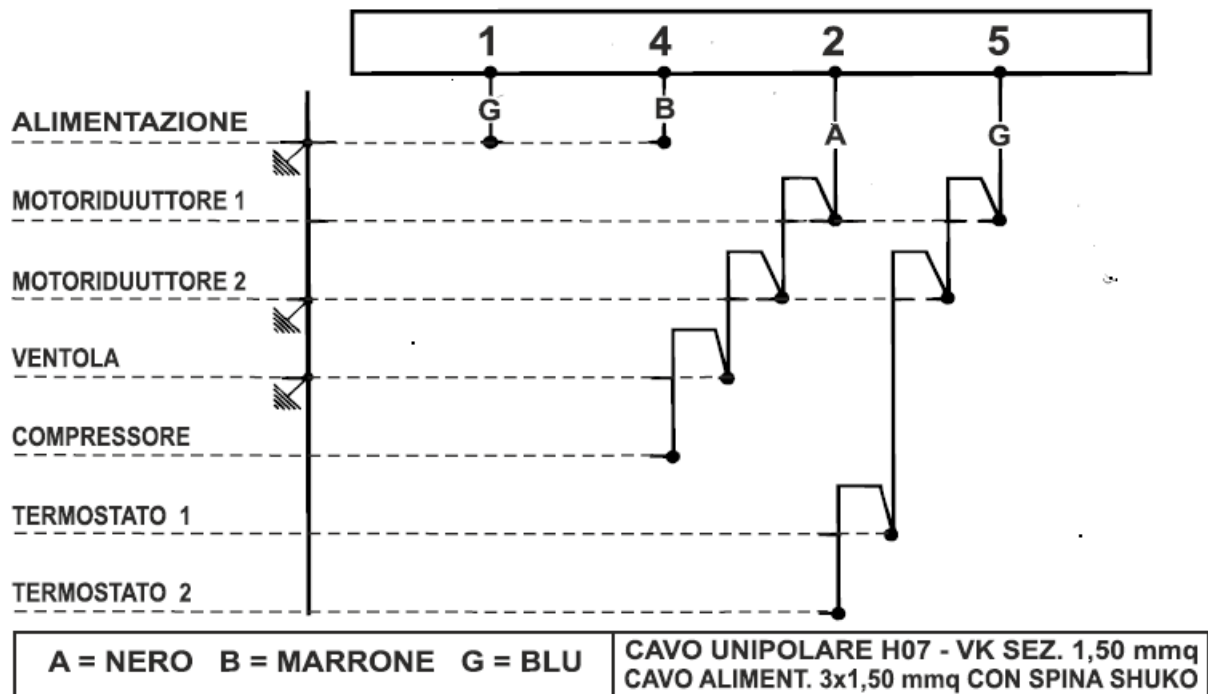 1 4 2 5
G B A G
ALIMENTAZIONE
MOTORIDUUTTORE 1
MOTORIDUUTTORE 2
VENTOLA
COMPRESSORE
TERMOSTATO 1
TERMOSTATO 2
A = NERO B = MARRONE G = BLU
CAVO UNIPOLARE H07 - VK SEZ. 1,50 mmq
CAVO ALIMENT. 3x1,50 mmq CON SPINA SHUKO